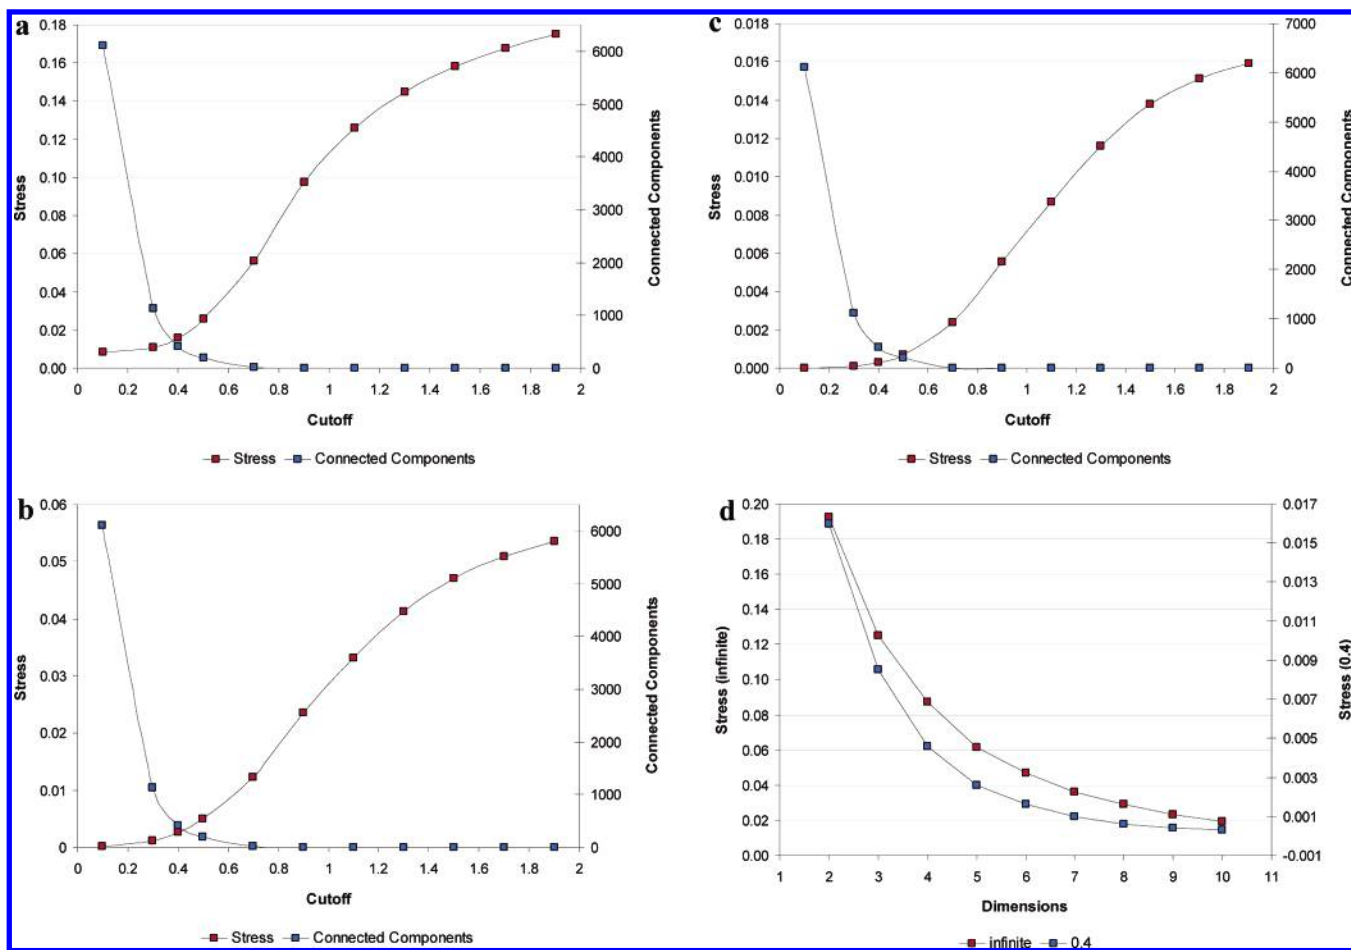 a
0.18
0.16
0.14
0.12
0.10
0.08
0.06
0.04
0.02
0.00
Stress
6000
5000
4000
3000
2000
1000
0
Connected Components
0 0.2 0.4 0.6 0.8 1 1.2 1.4 1.6 1.8 2
Cutoff
Stress Connected Components
c
0.018
0.016
0.014
0.012
0.010
0.008
0.006
0.004
0.002
0.000
Stress
7000
6000
5000
4000
3000
2000
1000
0
Connected Components
0 0.2 0.4 0.6 0.8 1 1.2 1.4 1.6 1.8 2
Cutoff
Stress Connected Components
b
0.06
0.05
0.04
0.03
0.02
0.01
0
Stress
6000
5000
4000
3000
2000
1000
0
Connected Components
0 0.2 0.4 0.6 0.8 1 1.2 1.4 1.6 1.8 2
Cutoff
Stress Connected Components
d
0.20
0.18
0.16
0.14
0.12
0.10
0.08
0.06
0.04
0.02
0.00
Stress (infinite)
0.017
0.015
0.013
0.011
0.009
0.007
0.005
0.003
0.001
-0.001
Stress (0.4)
1 2 3 4 5 6 7 8 9 10 11
Dimensions
infinite 0.4